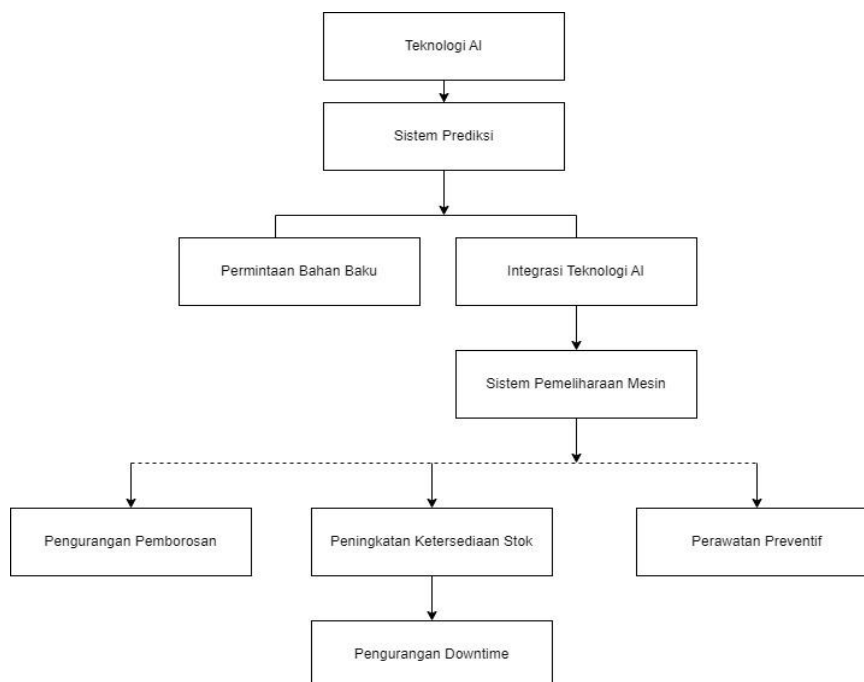 Teknologi AI
Sistem Prediksi
Permintaan Bahan Baku
Integrasi Teknologi AI
Sistem Pemeliharaan Mesin
Pengurangan Pemborosan
Peningkatan Ketersediaan Stok
Perawatan Preventif
Pengurangan Downtime